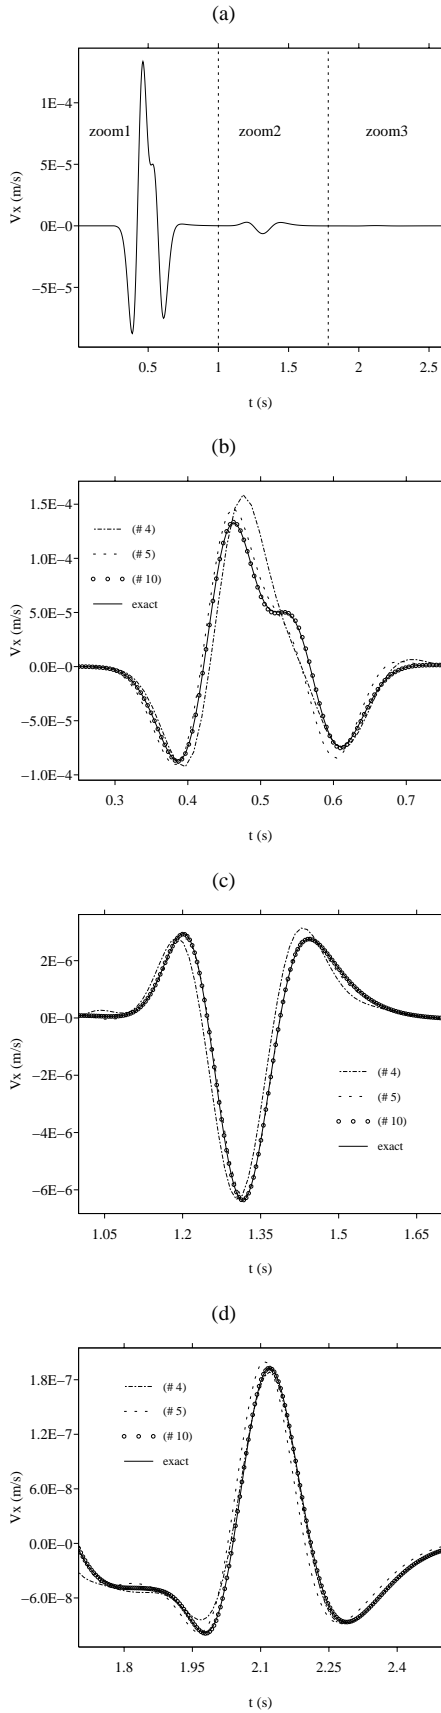 (a)
1E−4
5E−5
0E−0
−5E−5
Vx (m/s)
zoom1
zoom2
zoom3
0.5
1
1.5
2
2.5
t (s)
(b)
1.5E−4
1.0E−4
5.0E−5
0.0E−0
−5.0E−5
−1.0E−4
Vx (m/s)
(# 4)
(# 5)
(# 10)
exact
0.3
0.4
0.5
0.6
0.7
t (s)
(c)
2E−6
0E−0
−2E−6
−4E−6
−6E−6
Vx (m/s)
(# 4)
(# 5)
(# 10)
exact
1.05
1.2
1.35
1.5
1.65
t (s)
(d)
1.8E−7
1.2E−7
6.0E−8
0.0E−0
−6.0E−8
Vx (m/s)
(# 4)
(# 5)
(# 10)
exact
1.8
1.95
2.1
2.25
2.4
t (s)